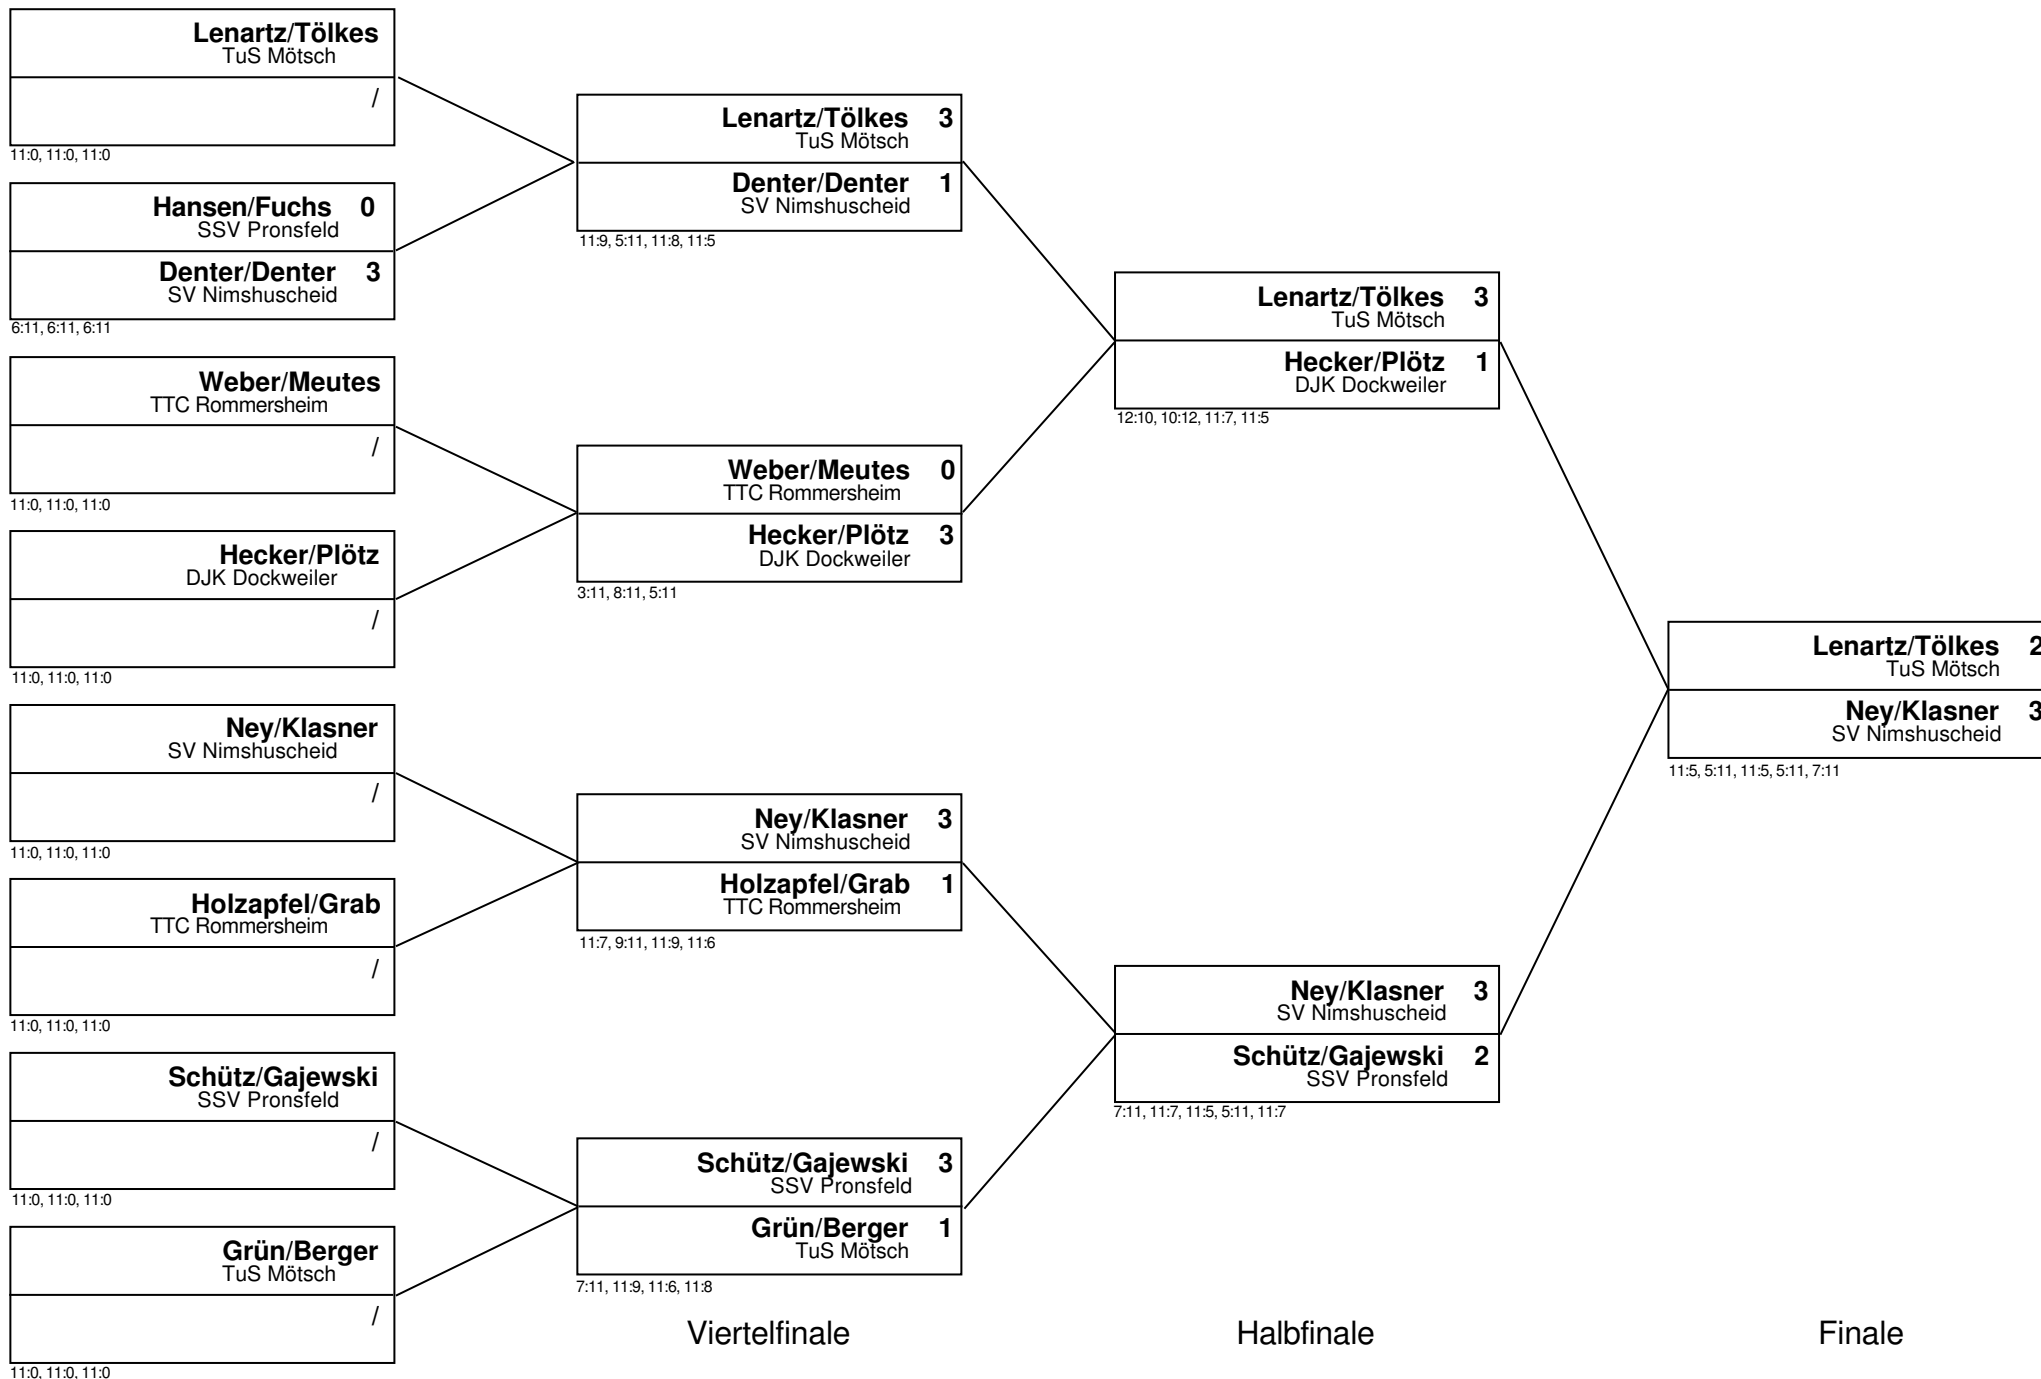 Lenartz/Tölkes
TuS Mötsch
/
11:0, 11:0, 11:0
Hansen/Fuchs 0
SSV Pronsfeld
Denter/Denter 3
SV Nimshuscheid
6:11, 6:11, 6:11
Weber/Meutes
TTC Rommersheim
/
11:0, 11:0, 11:0
Hecker/Plötz
DJK Dockweiler
/
11:0, 11:0, 11:0
Ney/Klasner
SV Nimshuscheid
/
11:0, 11:0, 11:0
Holzapfel/Grab
TTC Rommersheim
/
11:0, 11:0, 11:0
Schütz/Gajewski
SSV Pronsfeld
/
11:0, 11:0, 11:0
Grün/Berger
TuS Mötsch
/
11:0, 11:0, 11:0
Lenartz/Tölkes 3
TuS Mötsch
Denter/Denter 1
SV Nimshuscheid
11:9, 5:11, 11:8, 11:5
Weber/Meutes 0
TTC Rommersheim
Hecker/Plötz 3
DJK Dockweiler
3:11, 8:11, 5:11
Ney/Klasner 3
SV Nimshuscheid
Holzapfel/Grab 1
TTC Rommersheim
11:7, 9:11, 11:9, 11:6
Schütz/Gajewski 3
SSV Pronsfeld
Grün/Berger 1
TuS Mötsch
7:11, 11:9, 11:6, 11:8
Viertelfinale
Lenartz/Tölkes 3
TuS Mötsch
Hecker/Plötz 1
DJK Dockweiler
12:10, 10:12, 11:7, 11:5
Ney/Klasner 3
SV Nimshuscheid
Schütz/Gajewski 2
SSV Pronsfeld
7:11, 11:7, 11:5, 5:11, 11:7
Halbfinale
Lenartz/Tölkes 2
TuS Mötsch
Ney/Klasner 3
SV Nimshuscheid
11:5, 5:11, 11:5, 5:11, 7:11
Finale